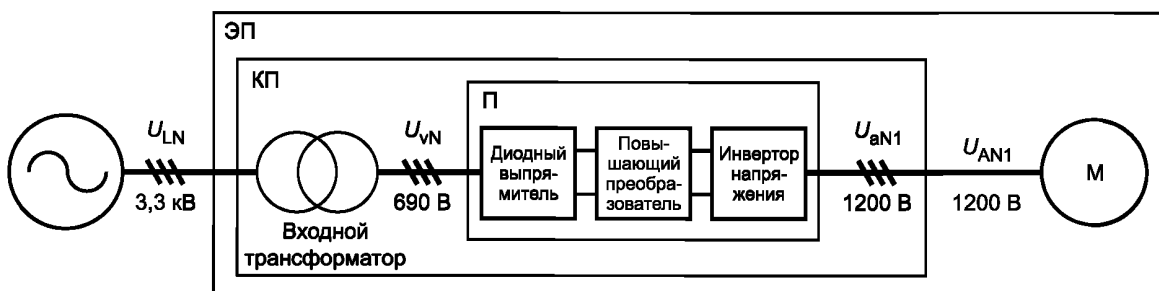 ЭП
КП
П
U_LN
3,3 кВ
Входной
трансформатор
U_vN
690 В
Диодный
выпря-
митель
Повы-
шающий
преобра-
зователь
Инвертор
напря-
жения
U_aN1
1200 В
U_AN1
1200 В
М